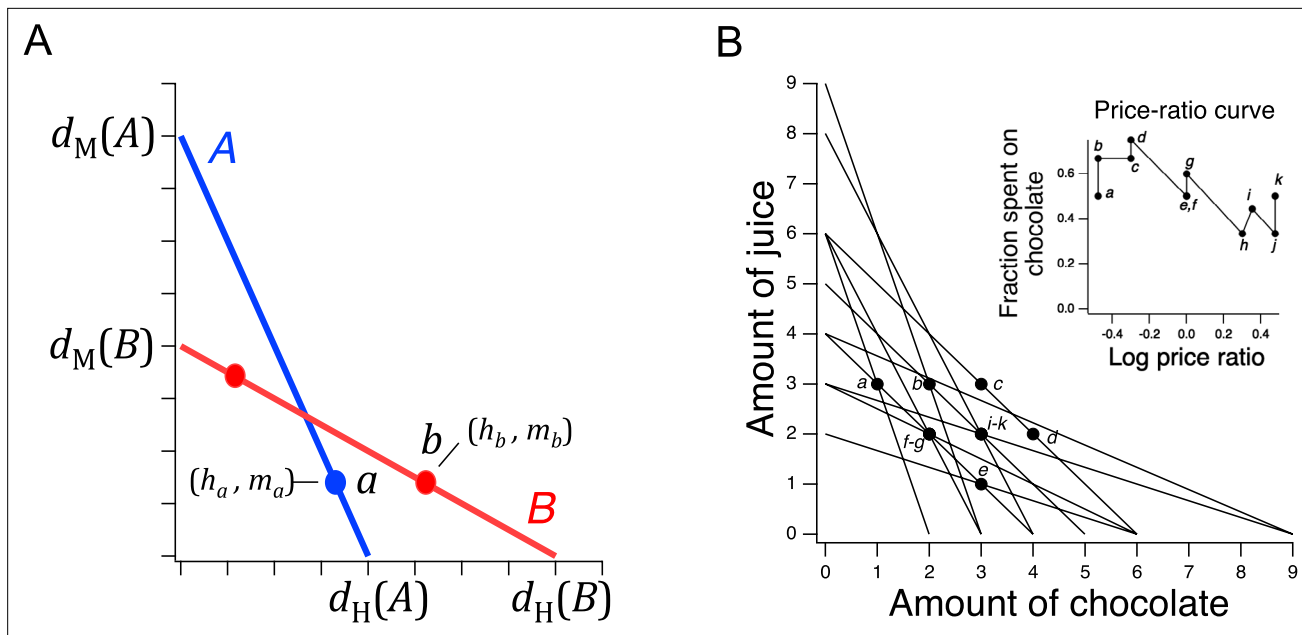 A
d_M(A)
A
d_M(B)
b
(h_b , m_b)
(h_a , m_a)
a
B
d_H(A)
d_H(B)
B
Amount of juice
9
8
7
6
5
4
3
2
1
0
a
b
c
f-g
i-k
d
e
0
1
2
3
4
5
6
7
8
9
Amount of chocolate
Price-ratio curve
Fraction spent on
chocolate
0.6
0.4
0.2
0.0
b
d
c
a
g
e,f
i
k
h
j
-0.4
-0.2
0.0
0.2
0.4
Log price ratio